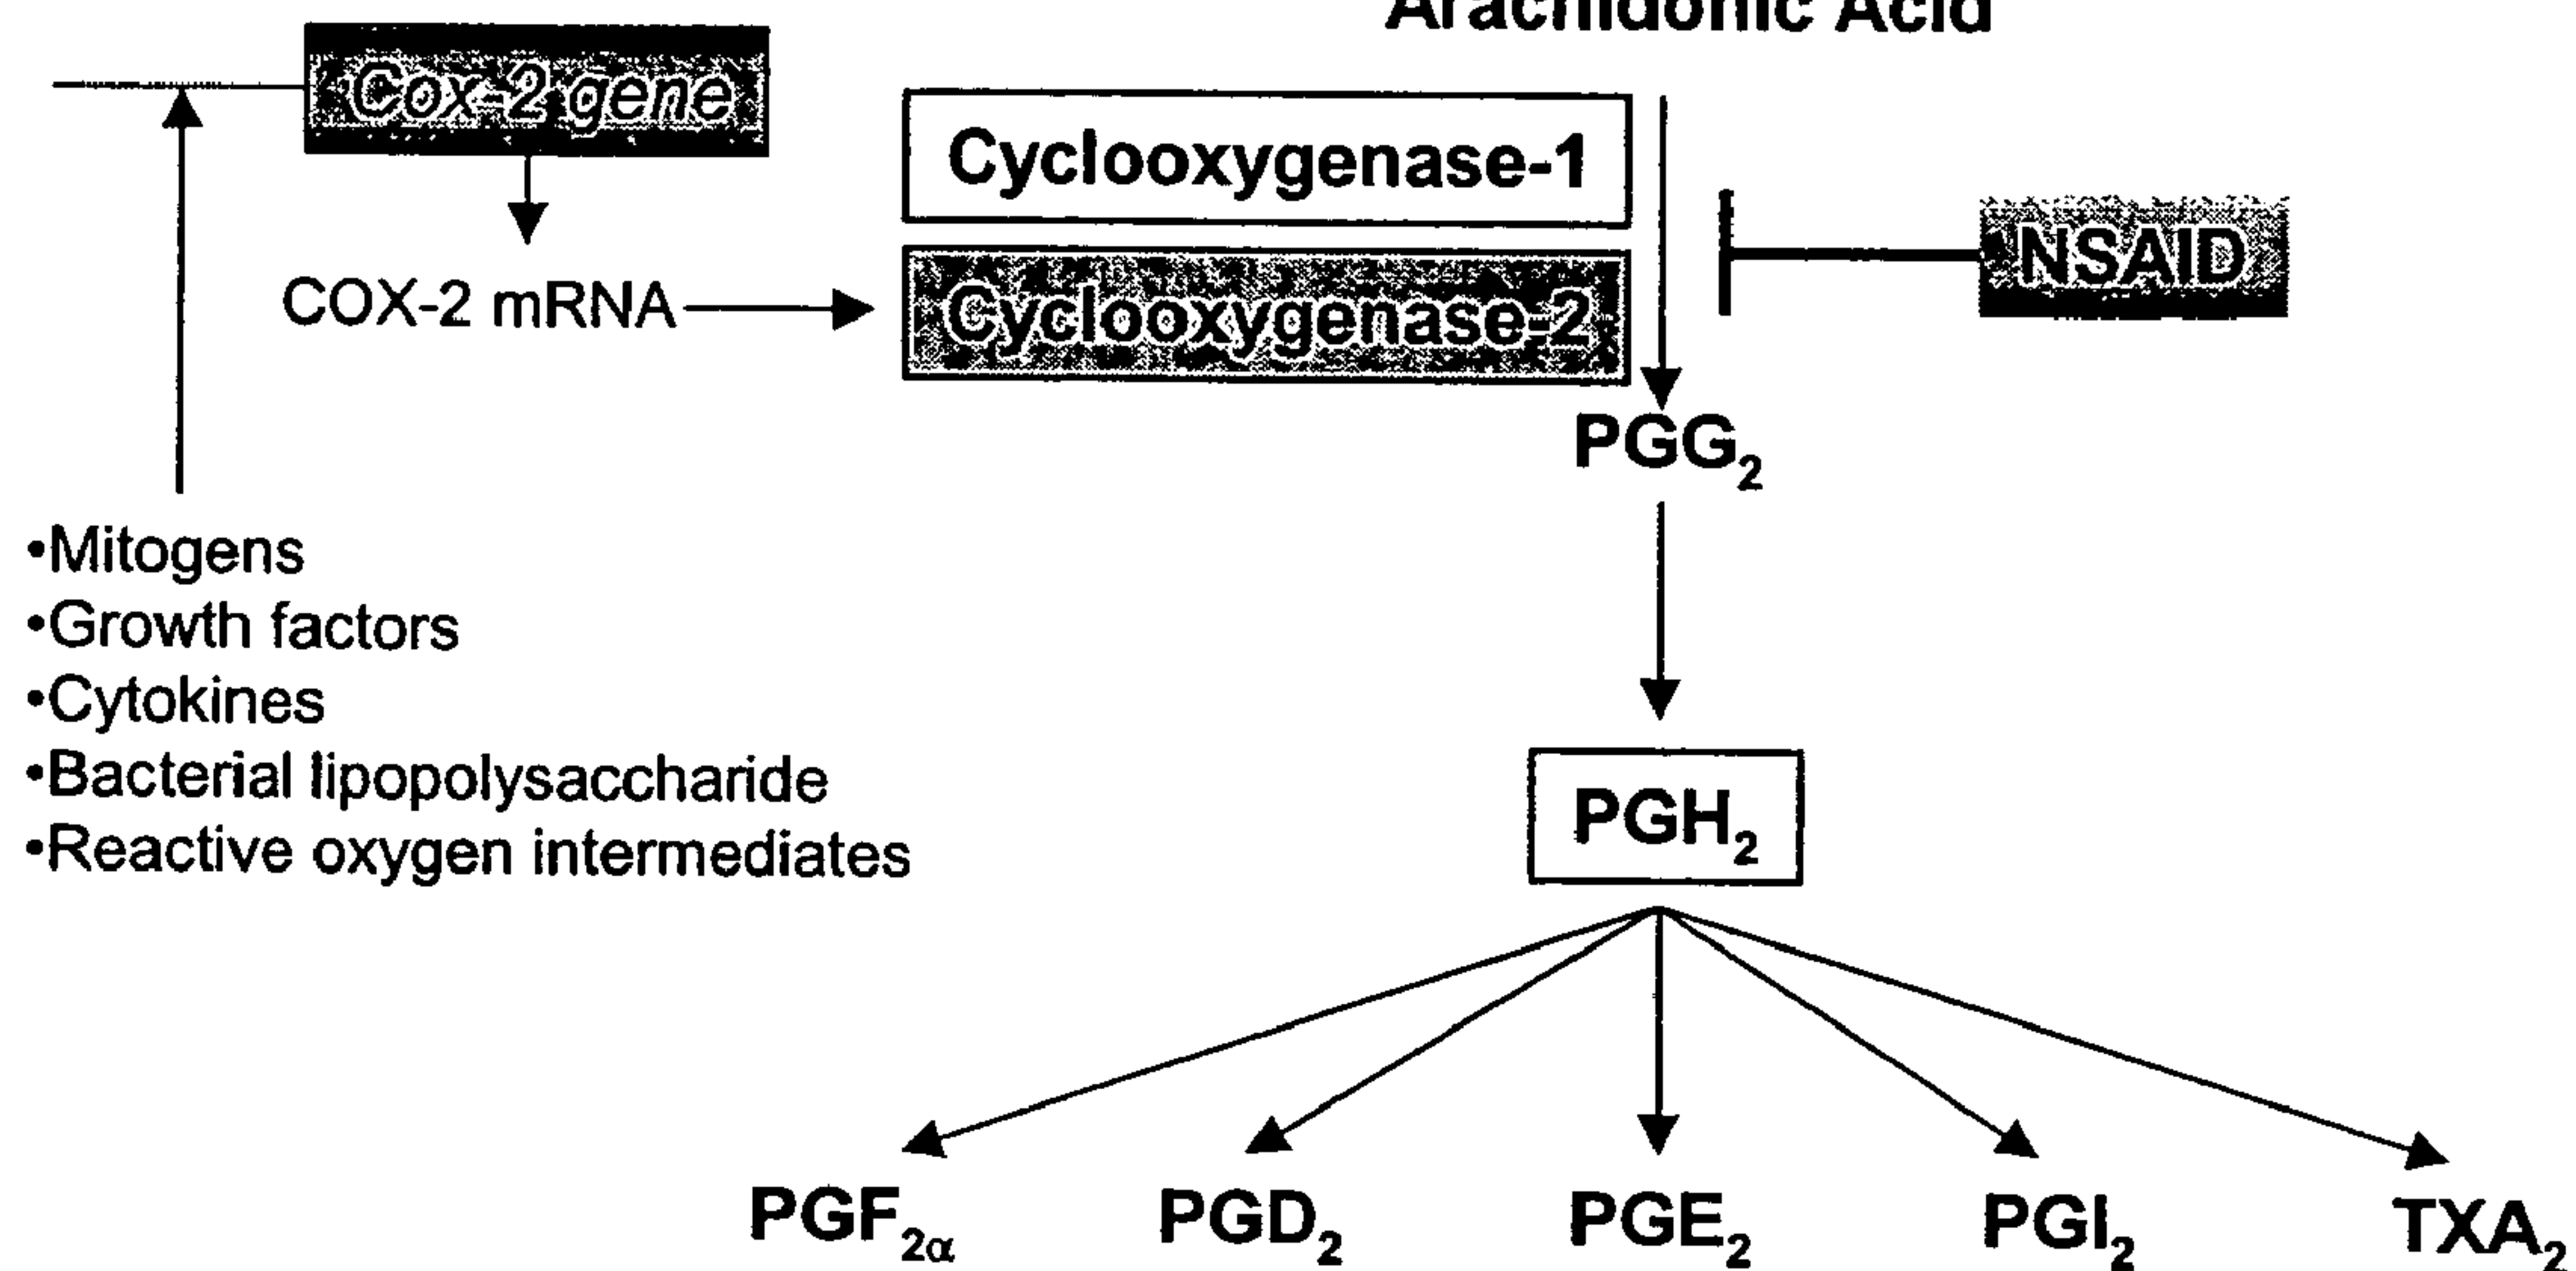 Arachidonic Acid
Cox-2 gene
Cyclooxygenase-1
NSAID
COX-2 mRNA
Cyclooxygenase-2
PGG₂
•Mitogens
•Growth factors
•Cytokines
•Bacterial lipopolysaccharide
•Reactive oxygen intermediates
PGH₂
PGF₂α
PGD₂
PGE₂
PGI₂
TXA₂